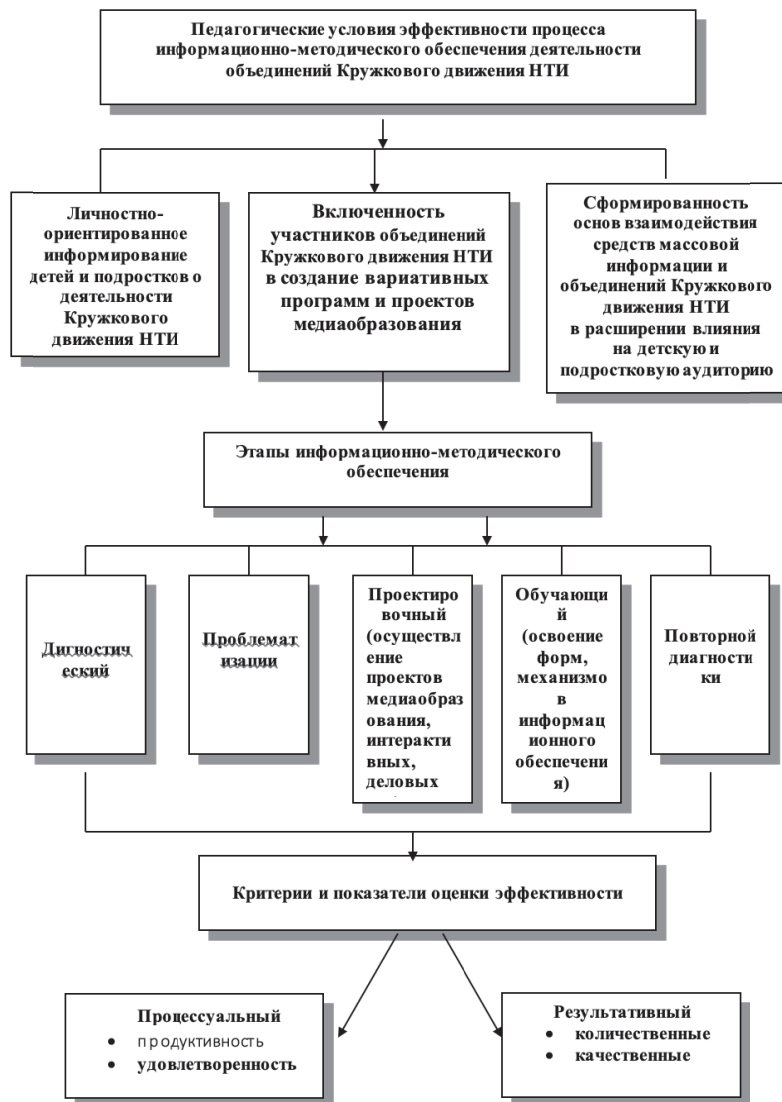 Педагогические условия эффективности процесса
информационно-методического обеспечения деятельности
объединений Кружкового движения НТИ
Личностно-
ориентированное
информирование
детей и подростков о
деятельности
Кружкового
движения НТИ
Включенность
участников объединений
Кружкового движения НТИ
в создание вариативных
программ и проектов
медиаобразования
Сформированность
основ взаимодействия
средств массовой
информации и
объединений Кружкового
движения НТИ
в расширении влияния
на детскую и
подростковую аудиторию
Этапы информационно-методического
обеспечения
Дигностич
еский
Проблемат
изации
Проектиро
вочный
(осуществл
ение
проектов
медиаобраз
ования,
интеракти
вных,
деловых
Обучающи
й
(освоение
форм,
механизмо
в
информац
ионного
обеспечени
я)
Повторной
диагности
ки
Критерии и показатели оценки эффективности
Процессуальный
• продуктивность
• удовлетворенность
Результативный
• количественные
• качественные